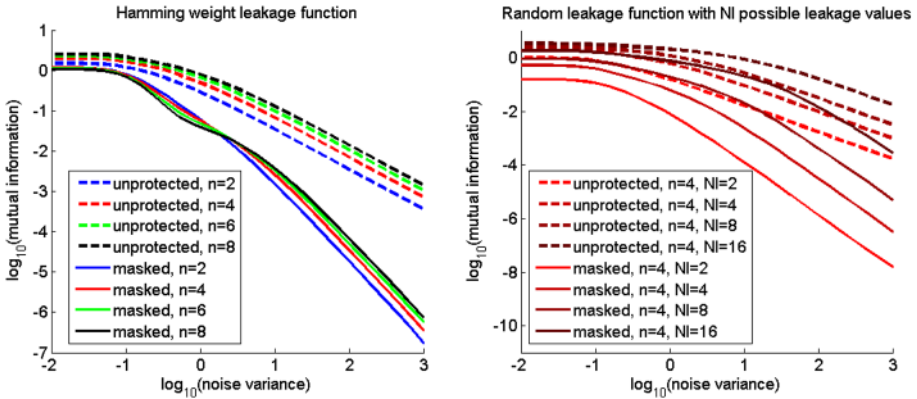 Hamming weight leakage function
log10(mutual information)
1
0
-1
-2
-3
-4
-5
-6
-7
unprotected, n=2
unprotected, n=4
unprotected, n=6
unprotected, n=8
masked, n=2
masked, n=4
masked, n=6
masked, n=8
-2
-1
0
1
2
3
log10(noise variance)
Random leakage function with Nl possible leakage values
log10(mutual information)
0
-2
-4
-6
-8
-10
unprotected, n=4, Nl=2
unprotected, n=4, Nl=4
unprotected, n=4, Nl=8
unprotected, n=4, Nl=16
masked, n=4, Nl=2
masked, n=4, Nl=4
masked, n=4, Nl=8
masked, n=4, Nl=16
-2
-1
0
1
2
3
log10(noise variance)